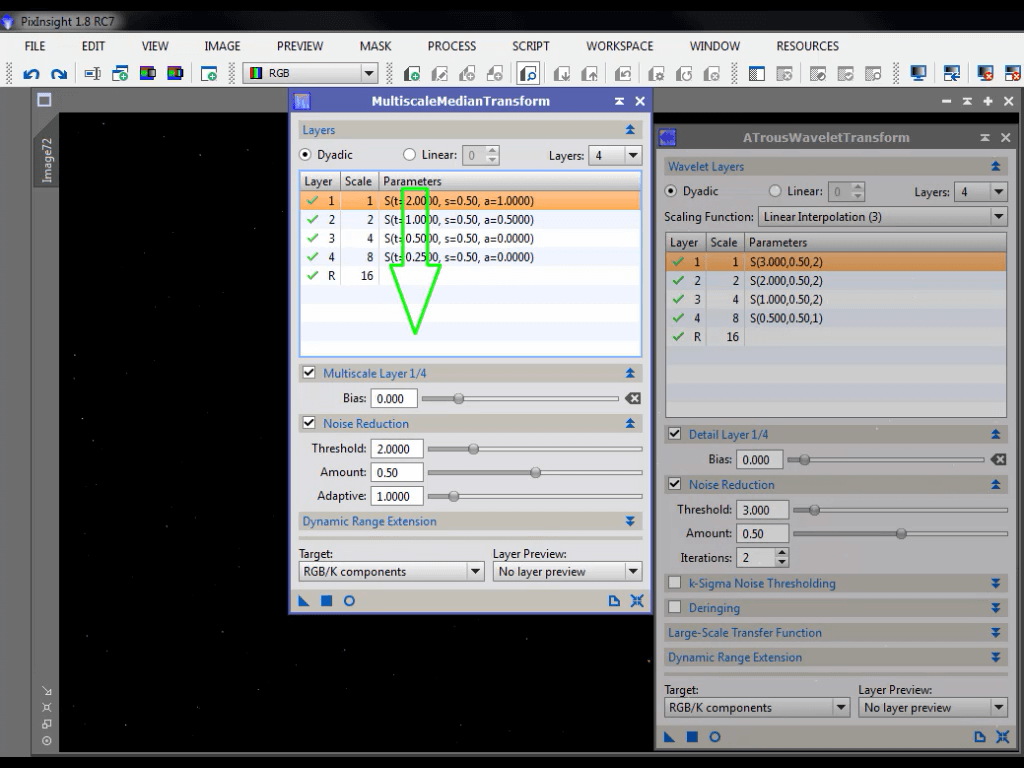 PixInsight 1.8 RC7
FILE EDIT VIEW IMAGE PREVIEW MASK PROCESS SCRIPT WORKSPACE WINDOW RESOURCES
RGB
Image72
MultiscaleMedianTransform
Layers
Dyadic Linear: 0 Layers: 4
Layer Scale Parameters
1 1 S(t=2.0000, s=0.50, a=1.0000)
2 2 S(t=1.0000, s=0.50, a=0.5000)
3 4 S(t=0.5000, s=0.50, a=0.0000)
4 8 S(t=0.2500, s=0.50, a=0.0000)
R 16
Multiscale Layer 1/4
Bias: 0.000
Noise Reduction
Threshold: 2.0000
Amount: 0.50
Adaptive: 1.0000
Dynamic Range Extension
Target: Layer Preview:
RGB/K components No layer preview
ATrousWaveletTransform
Wavelet Layers
Dyadic Linear: 0 Layers: 4
Scaling Function: Linear Interpolation (3)
Layer Scale Parameters
1 1 S(3.000,0.50,2)
2 2 S(2.000,0.50,2)
3 4 S(1.000,0.50,2)
4 8 S(0.500,0.50,1)
R 16
Detail Layer 1/4
Bias: 0.000
Noise Reduction
Threshold: 3.000
Amount: 0.50
Iterations: 2
k-Sigma Noise Thresholding
Deringing
Large-Scale Transfer Function
Dynamic Range Extension
Target: Layer Preview:
RGB/K components No layer preview